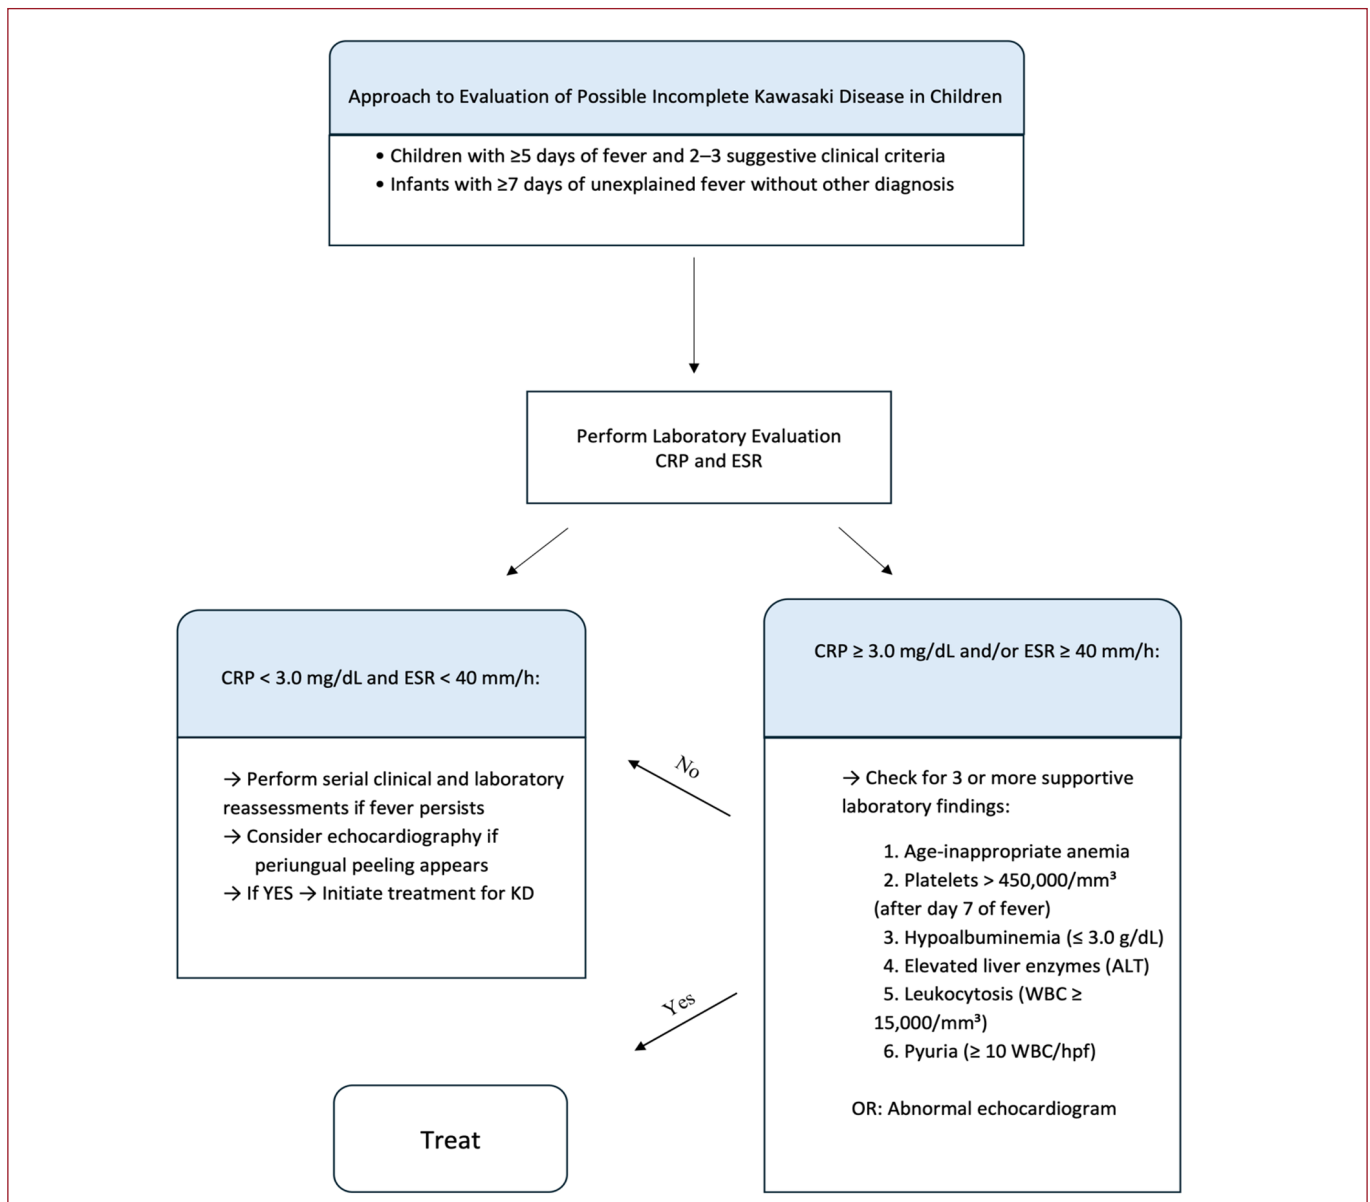 Approach to Evaluation of Possible Incomplete Kawasaki Disease in Children
• Children with ≥5 days of fever and 2–3 suggestive clinical criteria
• Infants with ≥7 days of unexplained fever without other diagnosis
Perform Laboratory Evaluation
CRP and ESR
CRP < 3.0 mg/dL and ESR < 40 mm/h:
→ Perform serial clinical and laboratory
reassessments if fever persists
→ Consider echocardiography if
periungual peeling appears
→ If YES → Initiate treatment for KD
No
Yes
CRP ≥ 3.0 mg/dL and/or ESR ≥ 40 mm/h:
→ Check for 3 or more supportive
laboratory findings:
1. Age-inappropriate anemia
2. Platelets > 450,000/mm³
(after day 7 of fever)
3. Hypoalbuminemia (≤ 3.0 g/dL)
4. Elevated liver enzymes (ALT)
5. Leukocytosis (WBC ≥
15,000/mm³)
6. Pyuria (≥ 10 WBC/hpf)
OR: Abnormal echocardiogram
Treat